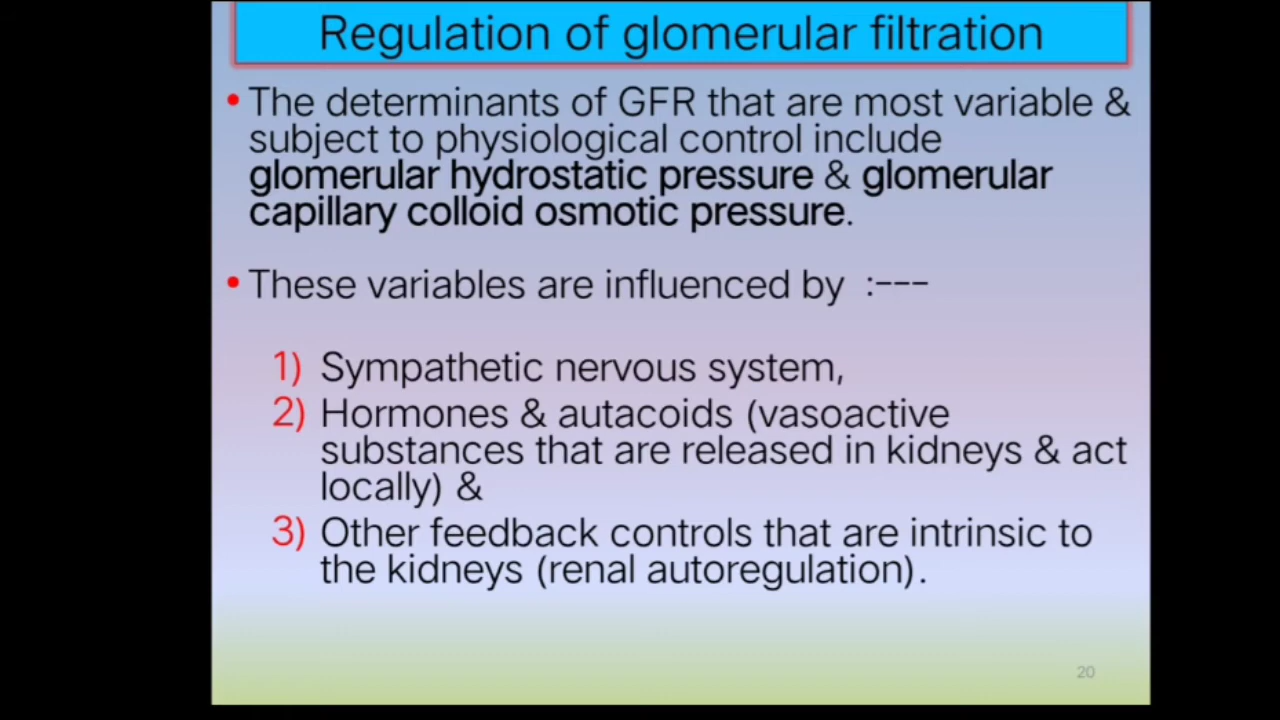 Regulation of glomerular filtration
• The determinants of GFR that are most variable &
subject to physiological control include
glomerular hydrostatic pressure & glomerular
capillary colloid osmotic pressure.
• These variables are influenced by :---
1) Sympathetic nervous system,
2) Hormones & autacoids (vasoactive
substances that are released in kidneys & act
locally) &
3) Other feedback controls that are intrinsic to
the kidneys (renal autoregulation).
20